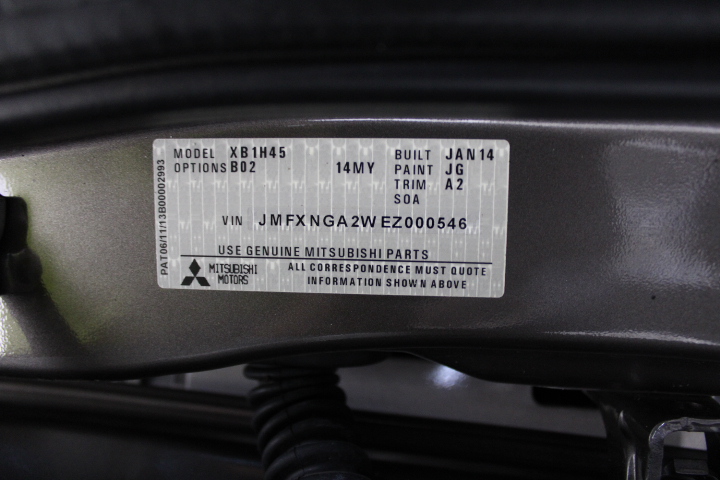 MODEL XB1H45 BUILT JAN14
OPTIONS B02 14MY PAINT JG
TRIM A2
SOA
VIN JMFXNGA2WEZ000546
USE GENUINE MITSUBISHI PARTS
MITSUBISHI MOTORS
ALL CORRESPONDENCE MUST QUOTE
INFORMATION SHOWN ABOVE
PAT06/11/13B00002993